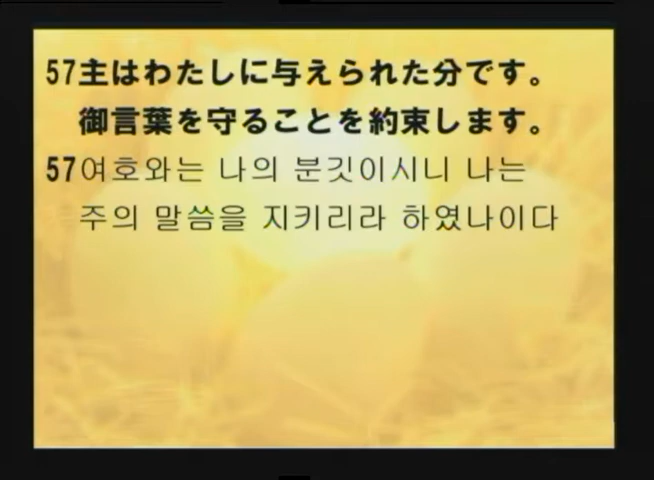 57主はわたしに与えられた分です。
御言葉を守ることを約束します。
57여호와는 나의 분깃이시니 나는
주의 말씀을 지키리라 하였나이다